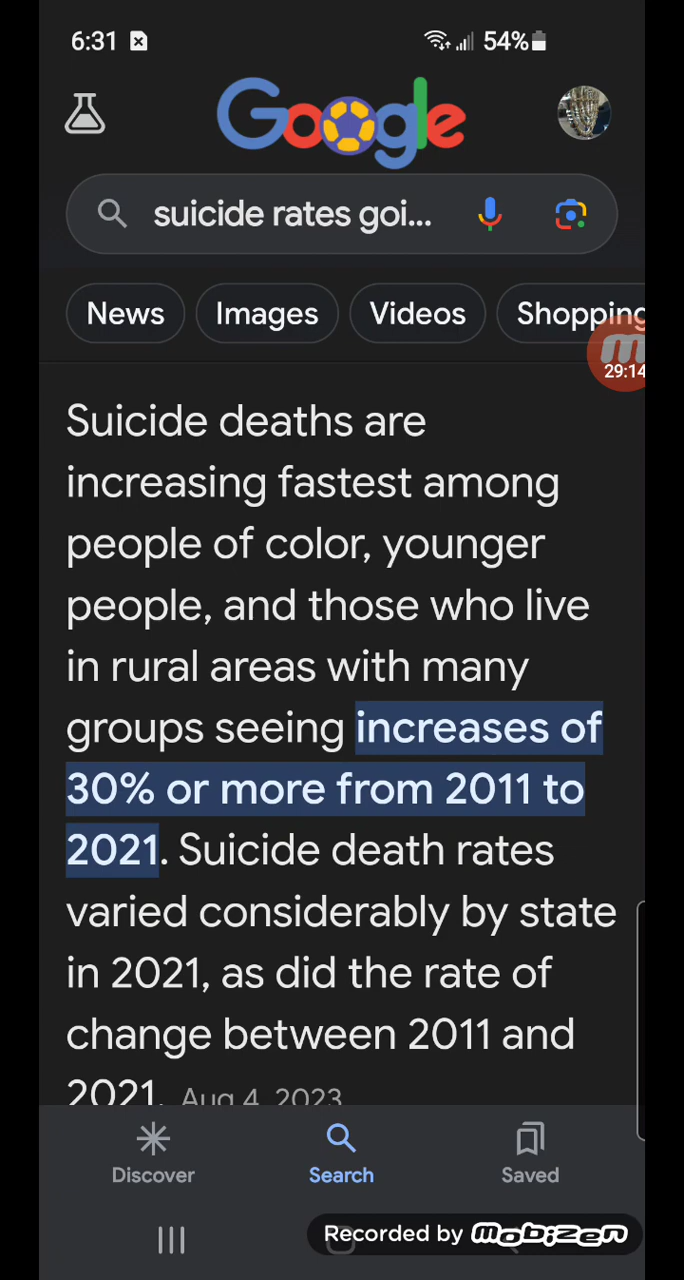 6:31 54%
Google
suicide rates goi...
News Images Videos Shopping
29:14
Suicide deaths are
increasing fastest among
people of color, younger
people, and those who live
in rural areas with many
groups seeing increases of
30% or more from 2011 to
2021. Suicide death rates
varied considerably by state
in 2021, as did the rate of
change between 2011 and
2021. Aug 4, 2023
Discover Search Saved
Recorded by mobizen